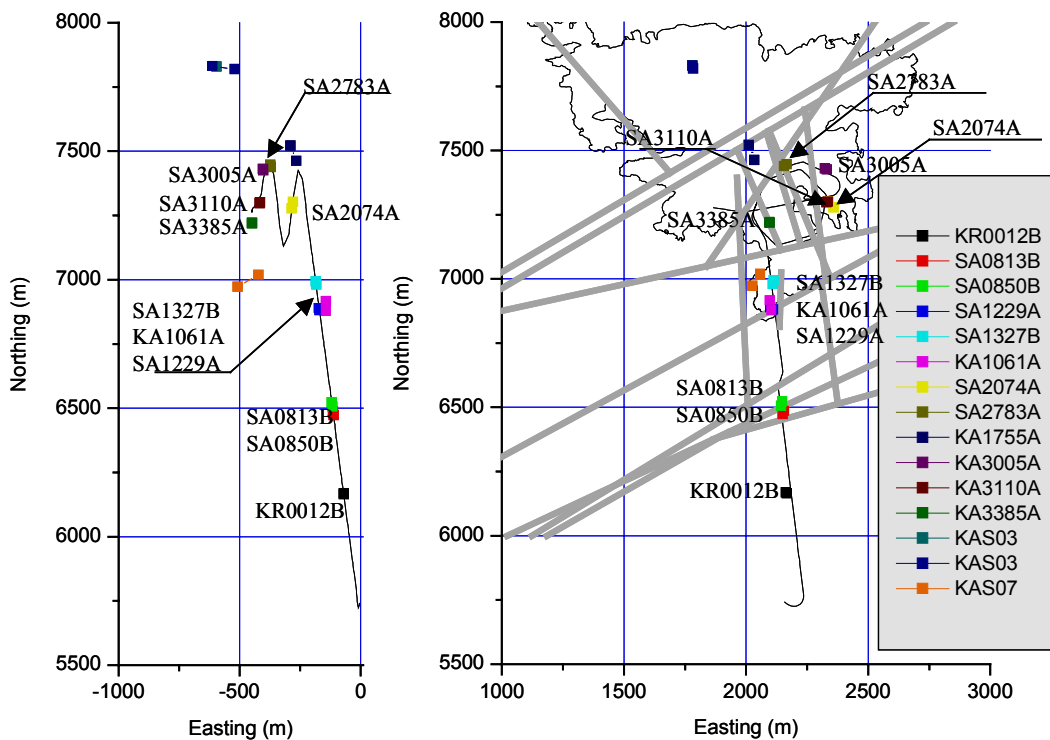 8000
7500
7000
6500
6000
5500
Northing (m)
-1000
-500
0
Easting (m)
SA2783A
SA3005A
SA3110A
SA3385A
SA2074A
SA1327B
KA1061A
SA1229A
SA0813B
SA0850B
KR0012B
8000
7500
7000
6500
6000
5500
Northing (m)
1000
1500
2000
2500
3000
Easting (m)
SA2783A
SA2074A
SA3110A
SA3005A
SA3385A
SA1327B
KA1061A
SA1229A
SA0813B
SA0850B
KR0012B
KR0012B
SA0813B
SA0850B
SA1229A
SA1327B
KA1061A
SA2074A
SA2783A
KA1755A
KA3005A
KA3110A
KA3385A
KAS03
KAS03
KAS07